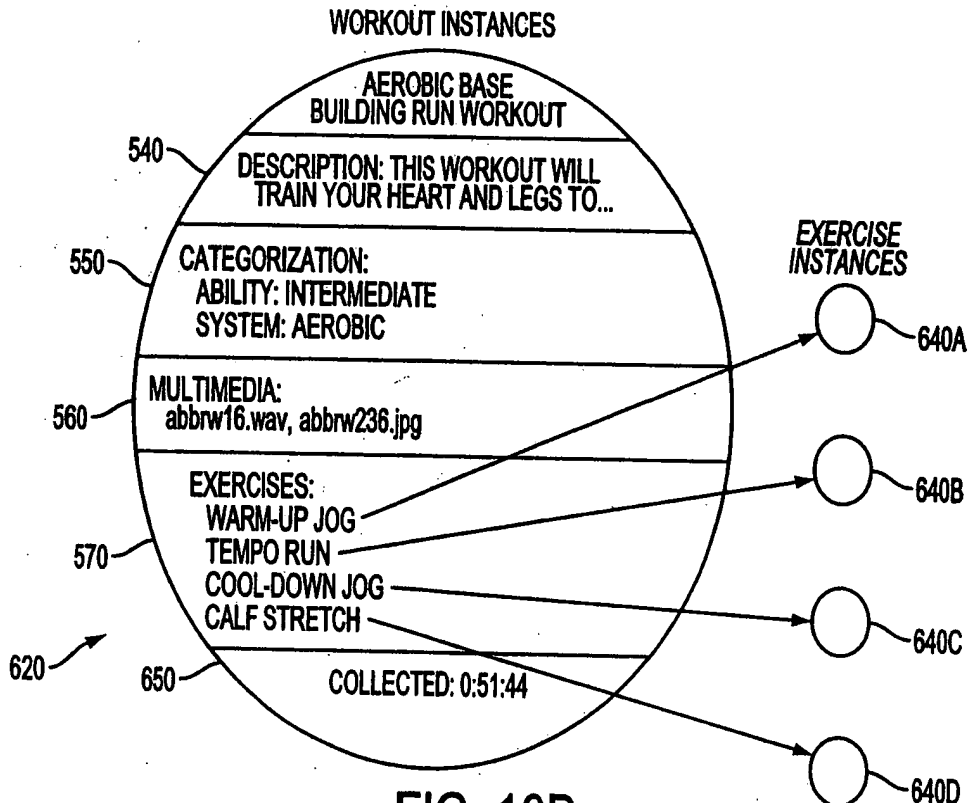 WORKOUT INSTANCES
AEROBIC BASE
BUILDING RUN WORKOUT
540
DESCRIPTION: THIS WORKOUT WILL
TRAIN YOUR HEART AND LEGS TO...
550
CATEGORIZATION:
ABILITY: INTERMEDIATE
SYSTEM: AEROBIC
560
MULTIMEDIA:
abbrw16.wav, abbrw236.jpg
570
EXERCISES:
WARM-UP JOG
TEMPO RUN
COOL-DOWN JOG
CALF STRETCH
620
650
COLLECTED: 0:51:44
EXERCISE
INSTANCES
640A
640B
640C
640D
FIG.